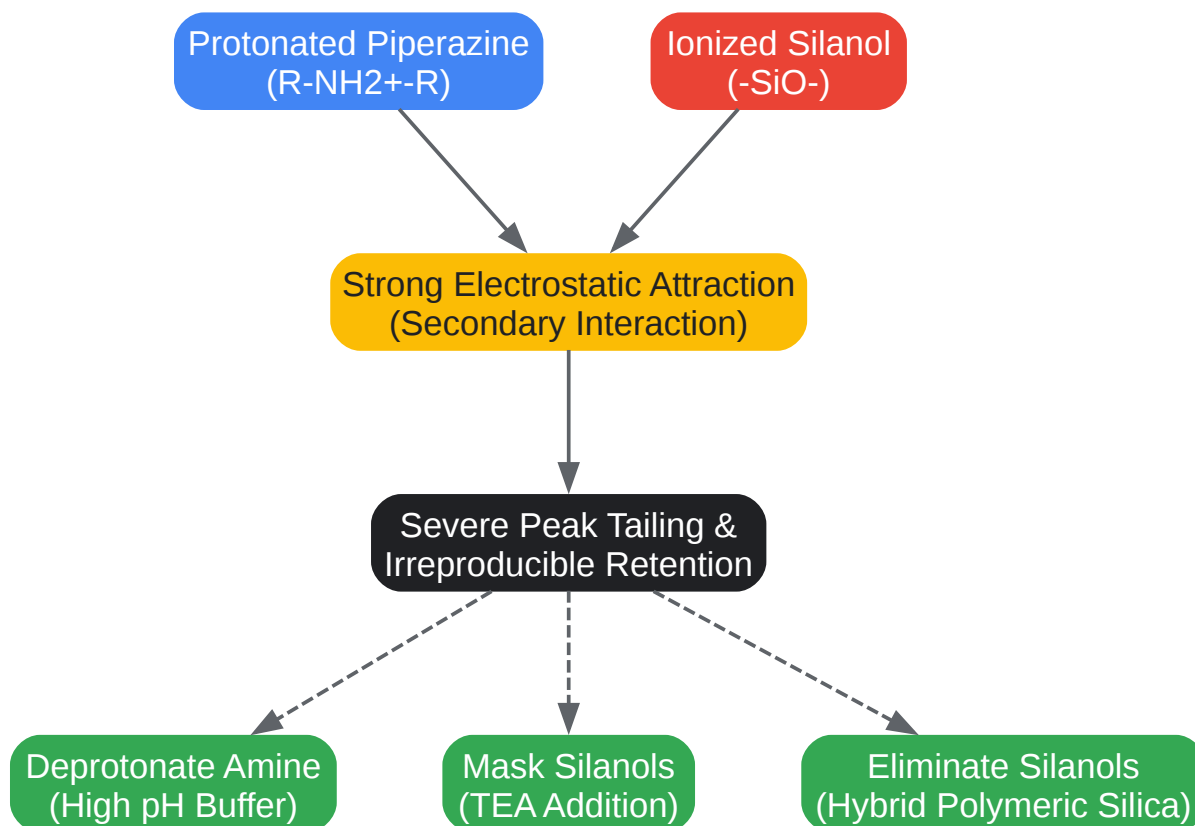 Protonated Piperazine
(R-NH2+-R)
Ionized Silanol
(-SiO-)
Strong Electrostatic Attraction
(Secondary Interaction)
Severe Peak Tailing &
Irreproducible Retention
Deprotonate Amine
(High pH Buffer)
Mask Silanols
(TEA Addition)
Eliminate Silanols
(Hybrid Polymeric Silica)